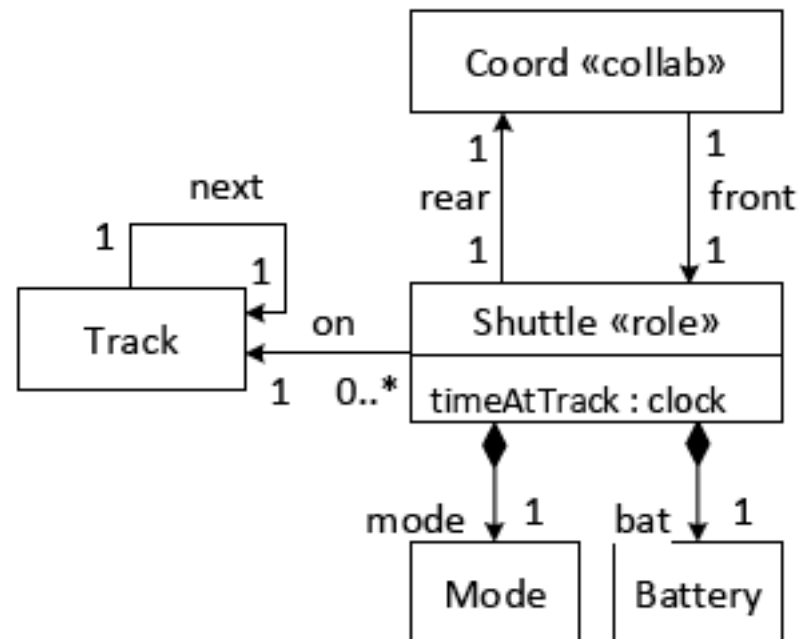 Coord «collab»
1
1
next
rear
front
1
1
1
1
on
Shuttle «role»
Track
1
0..*
timeAtTrack : clock
mode
1
bat
1
Mode
Battery